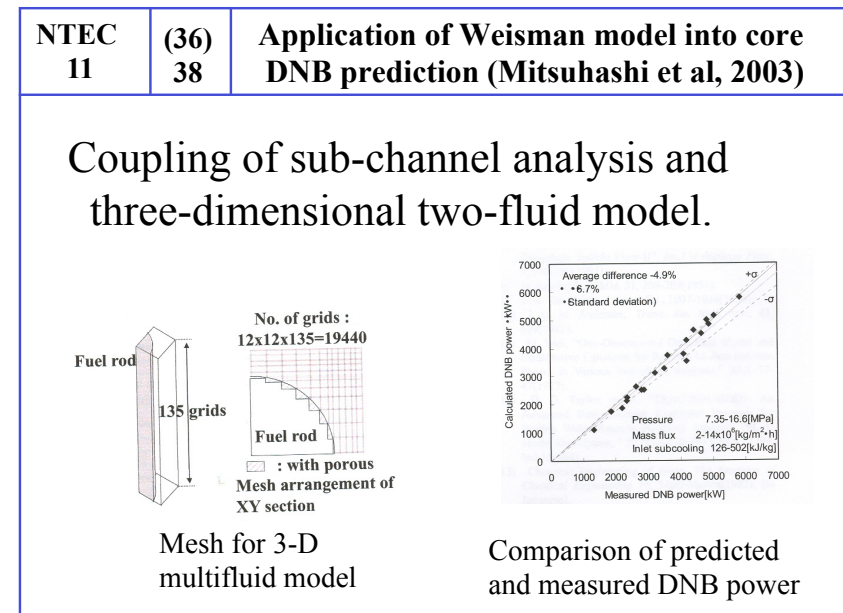 NTEC
11
(36)
38
Application of Weisman model into core
DNB prediction (Mitsuhashi et al, 2003)
Coupling of sub-channel analysis and
three-dimensional two-fluid model.
No. of grids :
12x12x135=19440
Fuel rod
135 grids
Fuel rod
: with porous
Mesh arrangement of
XY section
Mesh for 3-D
multifluid model
7000
6000
5000
4000
3000
2000
1000
0
Calculated DNB power • kW••
Average difference -4.9%
• •6.7%
• Standard deviation)
+σ
-σ
Pressure 7.35-16.6[MPa]
Mass flux 2-14x10⁶[kg/m²•h]
Inlet subcooling 126-502[kJ/kg]
0 1000 2000 3000 4000 5000 6000 7000
Measured DNB power[kW]
Comparison of predicted
and measured DNB power